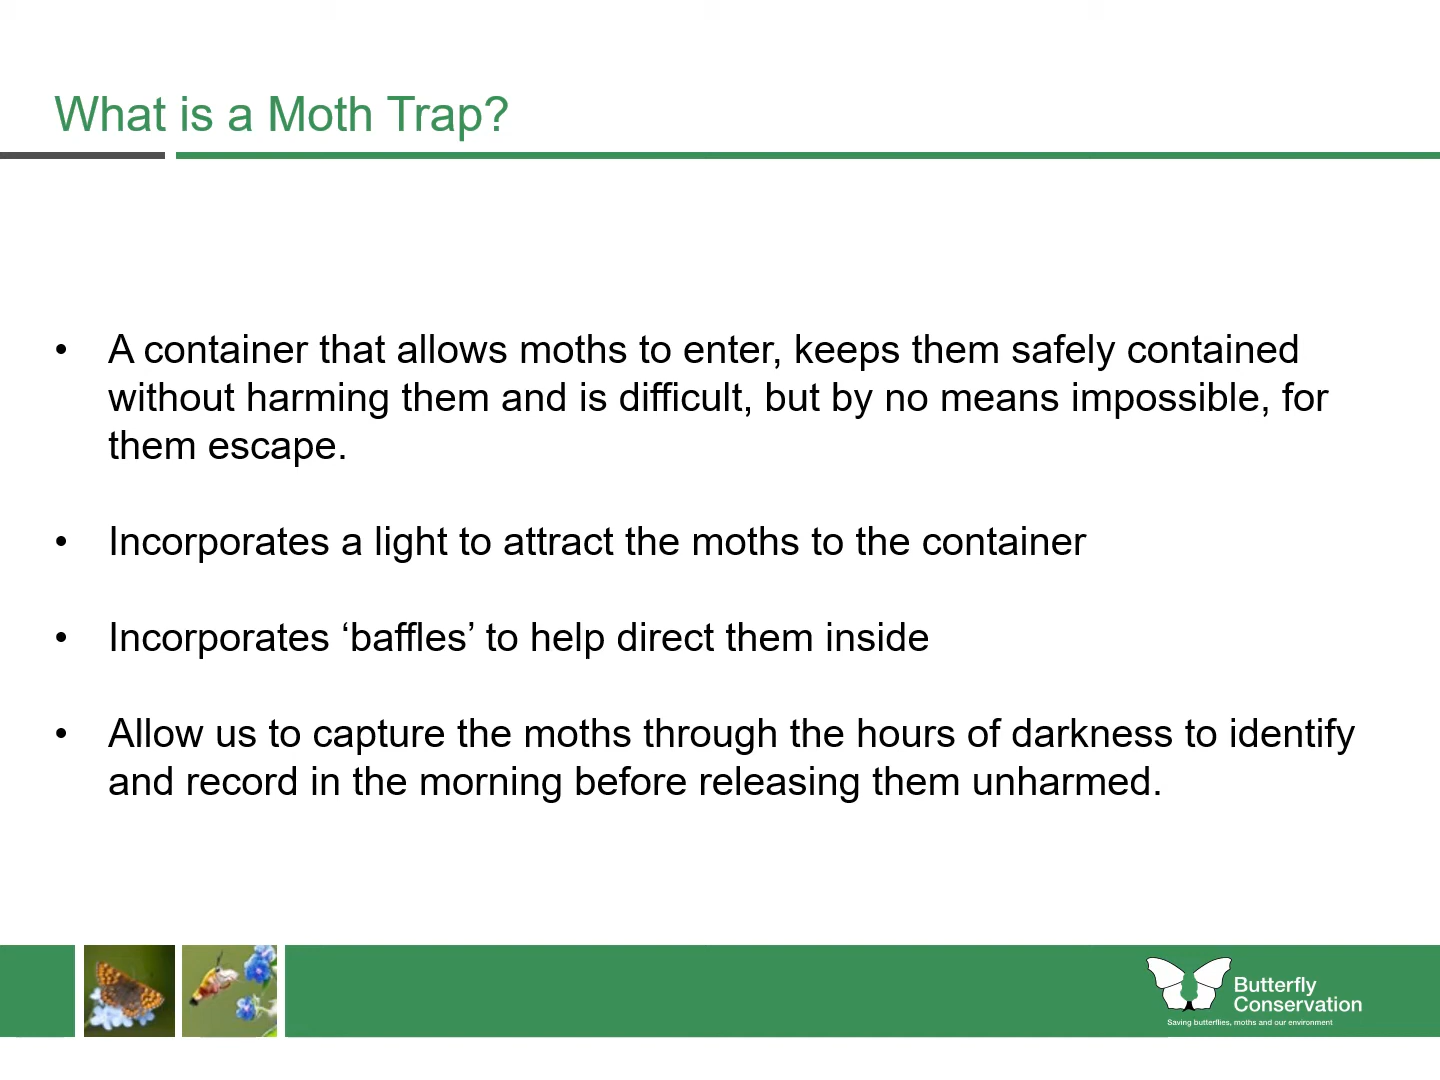 What is a Moth Trap?
• A container that allows moths to enter, keeps them safely contained
without harming them and is difficult, but by no means impossible, for
them escape.
• Incorporates a light to attract the moths to the container
• Incorporates ‘baffles’ to help direct them inside
• Allow us to capture the moths through the hours of darkness to identify
and record in the morning before releasing them unharmed.
Butterfly
Conservation
Saving butterflies, moths and our environment